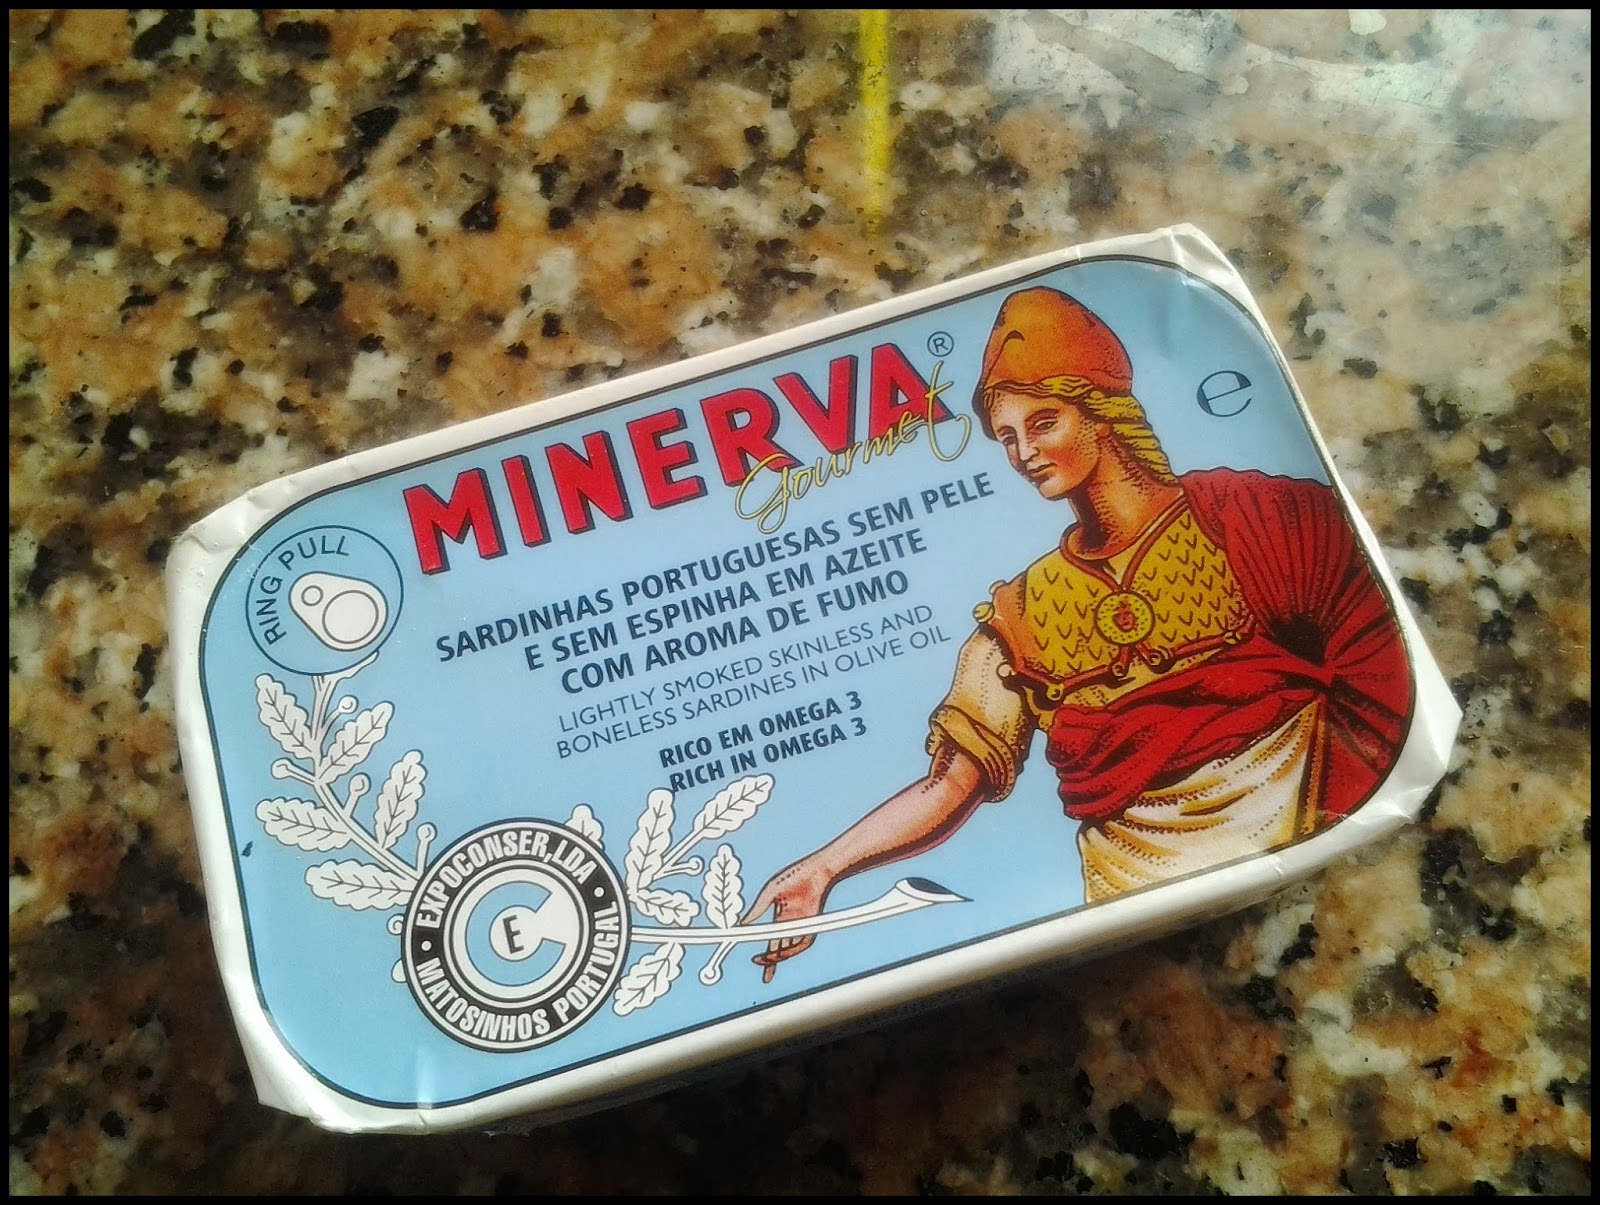 MINERVA®
Gourmet
e
RING PULL
SARDINHAS PORTUGUESAS SEM PELE
E SEM ESPINHA EM AZEITE
COM AROMA DE FUMO
LIGHTLY SMOKED SKINLESS AND
BONELESS SARDINES IN OLIVE OIL
RICO EM OMEGA 3
RICH IN OMEGA 3
EXPOCONSER, LDA
CE
• MATOSINHOS PORTUGAL •